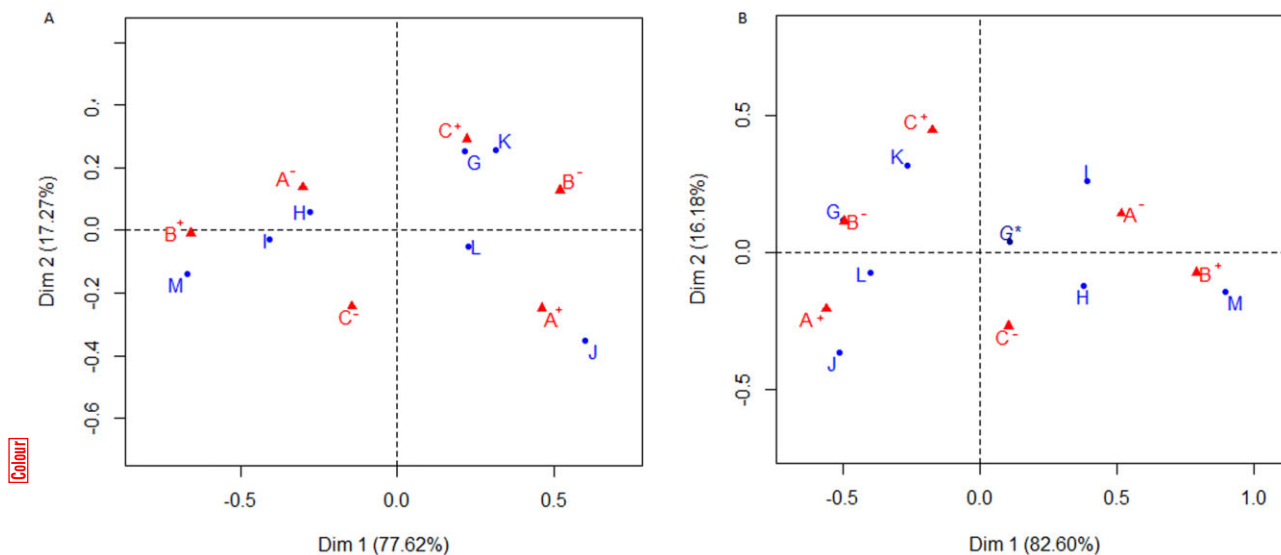 A
C+
K
G
B-
A-
H
B+
I
M
L
C-
A+
J
0.4
0.2
0.0
-0.2
-0.4
-0.6
Dim 2 (17.27%)
-0.5
0.0
0.5
Dim 1 (77.62%)
Colour
B
C+
K
I
G
B-
A-
G*
L
H
B+
M
A+
C-
J
0.5
0.0
-0.5
Dim 2 (16.18%)
-0.5
0.0
0.5
1.0
Dim 1 (82.60%)